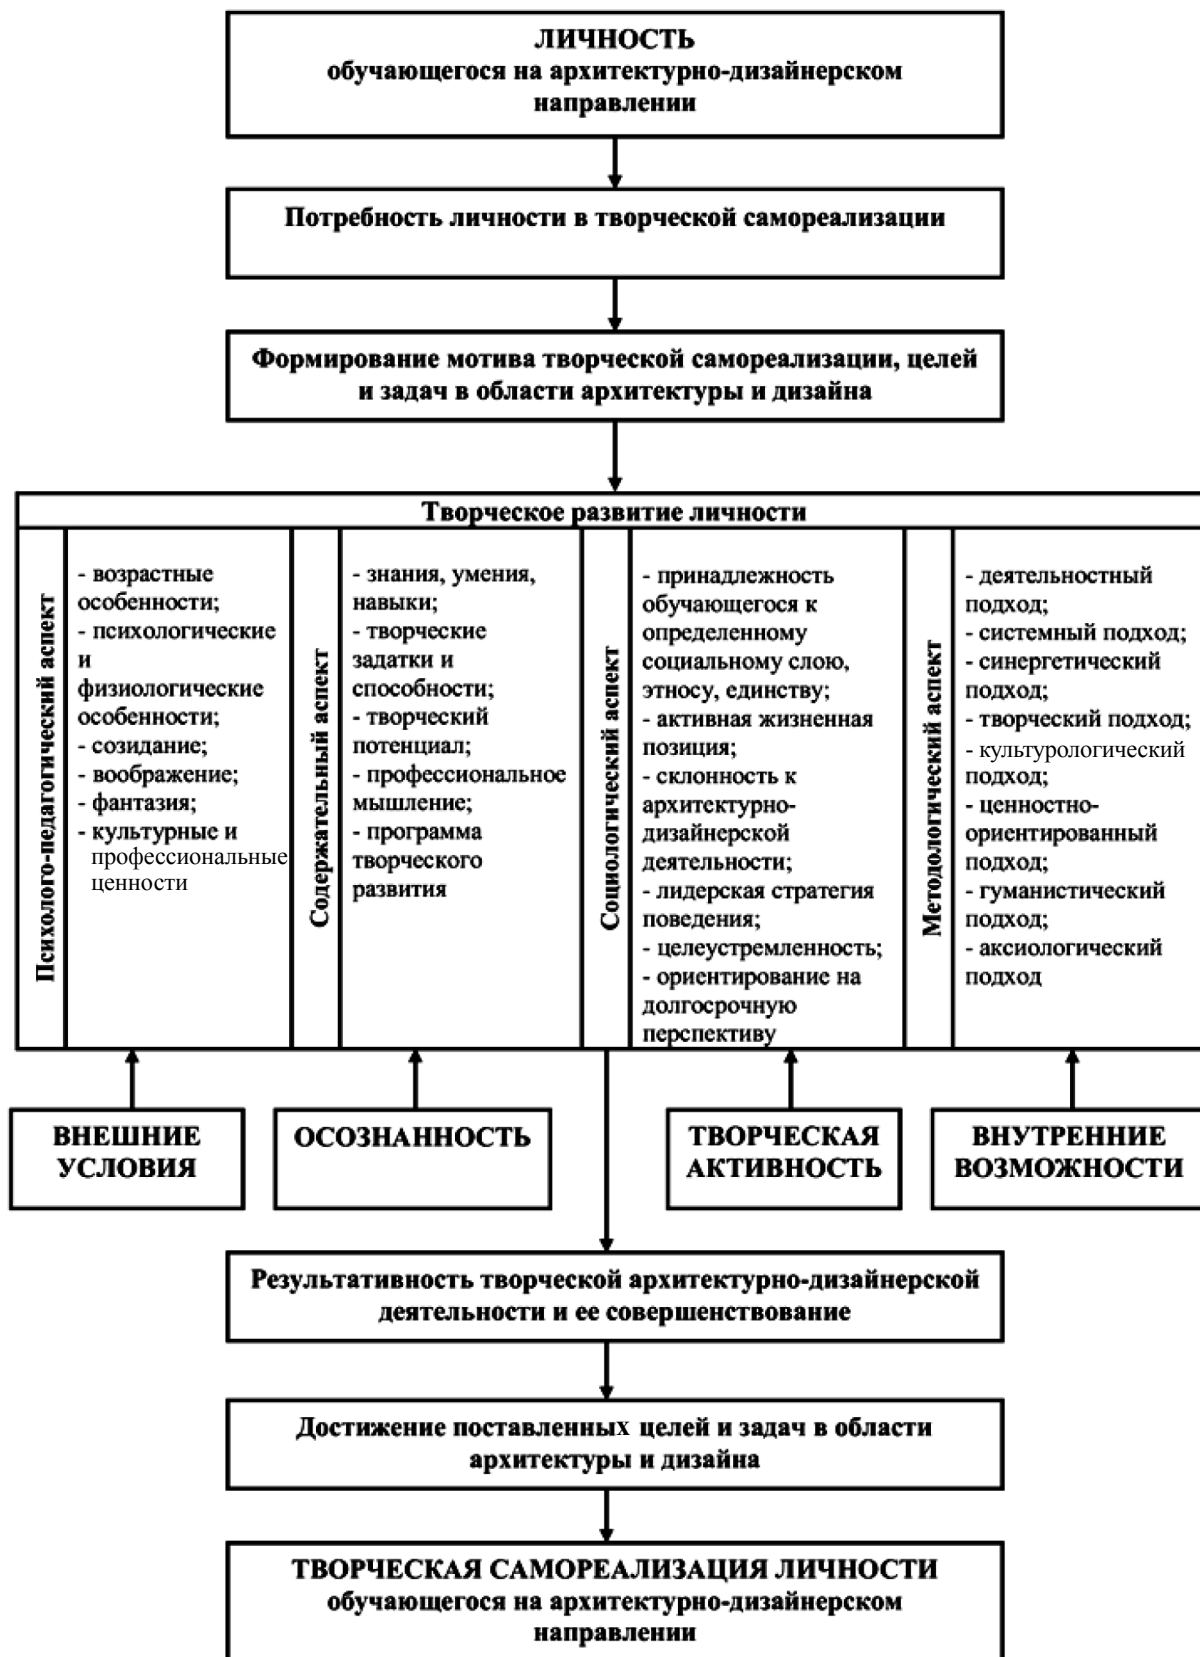 ЛИЧНОСТЬ
обучающегося на архитектурно-дизайнерском
направлении
Потребность личности в творческой самореализации
Формирование мотива творческой самореализации, целей
и задач в области архитектуры и дизайна
Творческое развитие личности
Психолого-педагогический аспект
- возрастные
особенности;
- психологические
и
физиологические
особенности;
- созидание;
- воображение;
- фантазия;
- культурные и
профессиональные
ценности
Содержательный аспект
- знания, умения,
навыки;
- творческие
задатки и
способности;
- творческий
потенциал;
- профессиональное
мышление;
- программа
творческого
развития
Социологический аспект
- принадлежность
обучающегося к
определенному
социальному слою,
этносу, единству;
- активная жизненная
позиция;
- склонность к
архитектурно-
дизайнерской
деятельности;
- лидерская стратегия
поведения;
- целеустремленность;
- ориентирование на
долгосрочную
перспективу
Методологический аспект
- деятельностный
подход;
- системный подход;
- синергетический
подход;
- творческий подход;
- культурологический
подход;
- ценностно-
ориентированный
подход;
- гуманистический
подход;
- аксиологический
подход
ВНЕШНИЕ
УСЛОВИЯ
ОСОЗНАННОСТЬ
ТВОРЧЕСКАЯ
АКТИВНОСТЬ
ВНУТРЕННИЕ
ВОЗМОЖНОСТИ
Результативность творческой архитектурно-дизайнерской
деятельности и ее совершенствование
Достижение поставленных целей и задач в области
архитектуры и дизайна
ТВОРЧЕСКАЯ САМОРЕАЛИЗАЦИЯ ЛИЧНОСТИ
обучающегося на архитектурно-дизайнерском
направлении